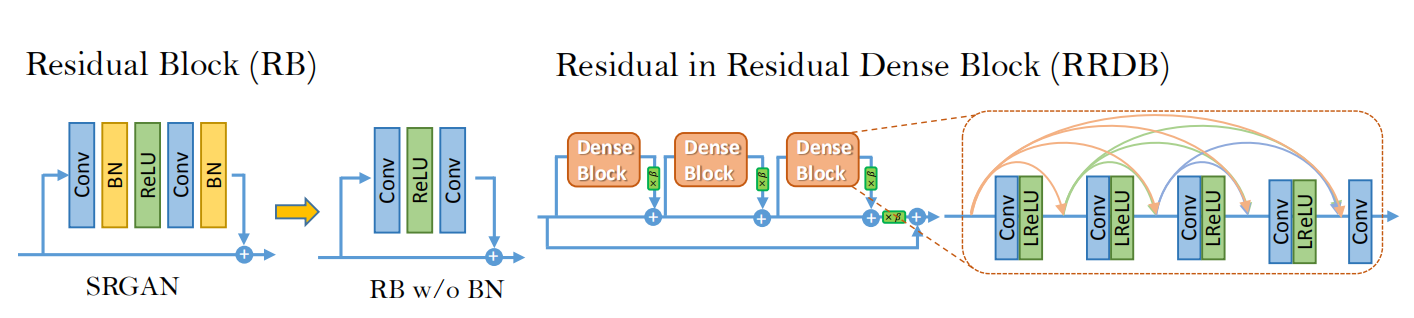 Residual Block (RB)
Residual in Residual Dense Block (RRDB)
Conv
BN
ReLU
Conv
BN
SRGAN
Conv
ReLU
Conv
RB w/o BN
Dense
Block
×β
+
Dense
Block
×β
+
Dense
Block
×β
+
×β
+
Conv
LReLU
Conv
LReLU
Conv
LReLU
Conv
LReLU
Conv
+
+